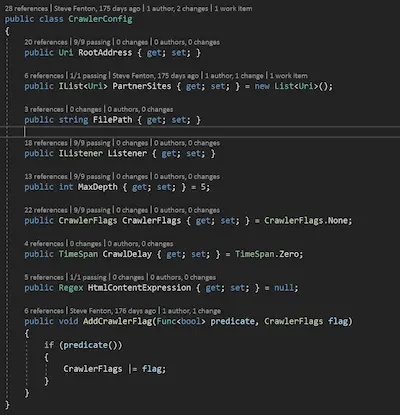 28 references | Steve Fenton, 175 days ago | 1 author, 2 changes | 1 work item
public class CrawlerConfig
{
20 references | 9/9 passing | 0 changes | 0 authors, 0 changes
public Uri RootAddress { get; set; }
6 references | 1/1 passing | Steve Fenton, 175 days ago | 1 author, 1 change | 1 work item
public IList<Uri> PartnerSites { get; set; } = new List<Uri>();
3 references | 0 changes | 0 authors, 0 changes
public string FilePath { get; set; }
18 references | 9/9 passing | 0 changes | 0 authors, 0 changes
public IListener Listener { get; set; }
13 references | 9/9 passing | 0 changes | 0 authors, 0 changes
public int MaxDepth { get; set; } = 5;
22 references | 9/9 passing | 0 changes | 0 authors, 0 changes
public CrawlerFlags CrawlerFlags { get; set; } = CrawlerFlags.None;
4 references | 0 changes | 0 authors, 0 changes
public TimeSpan CrawlDelay { get; set; } = TimeSpan.Zero;
5 references | 1/1 passing | 0 changes | 0 authors, 0 changes
public Regex HtmlContentExpression { get; set; } = null;
6 references | Steve Fenton, 176 days ago | 1 author, 1 change
public void AddCrawlerFlag(Func<bool> predicate, CrawlerFlags flag)
{
if (predicate())
{
CrawlerFlags |= flag;
}
}
}